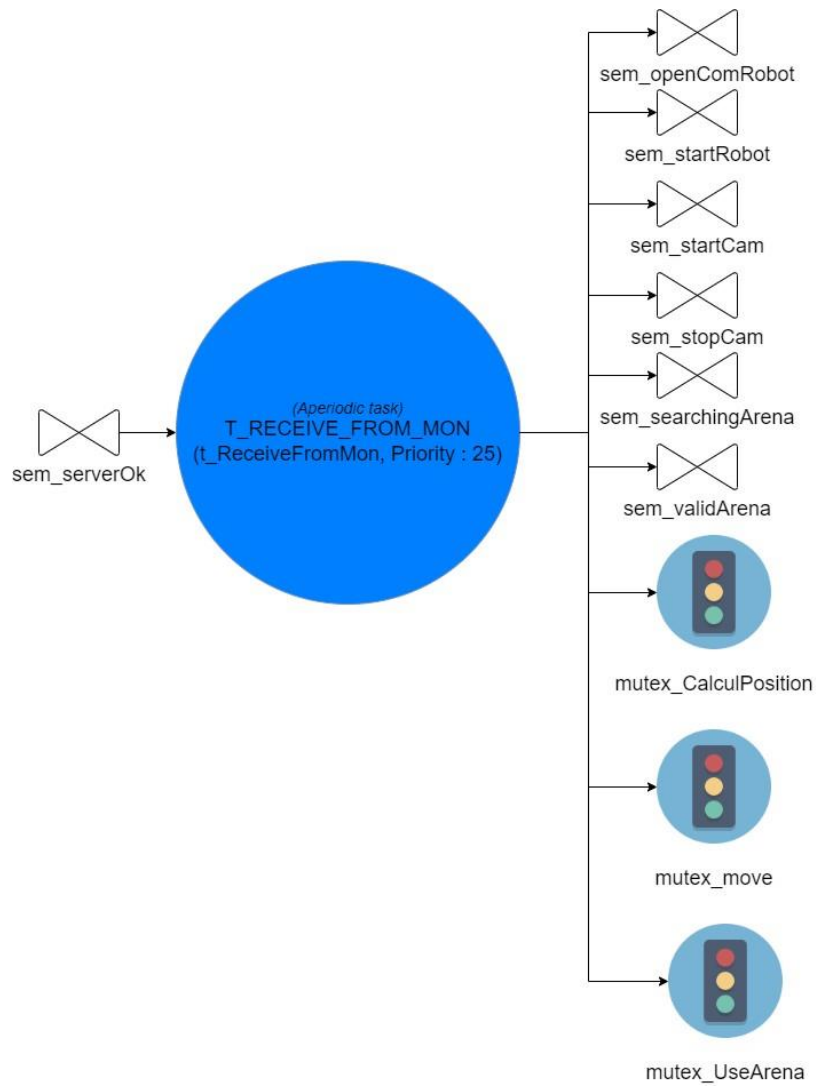 sem_openComRobot
sem_startRobot
sem_startCam
sem_stopCam
sem_searchingArena
(Aperiodic task)
T_RECEIVE_FROM_MON
(t_ReceiveFromMon, Priority : 25)
sem_serverOk
sem_validArena
mutex_CalculPosition
mutex_move
mutex_UseArena